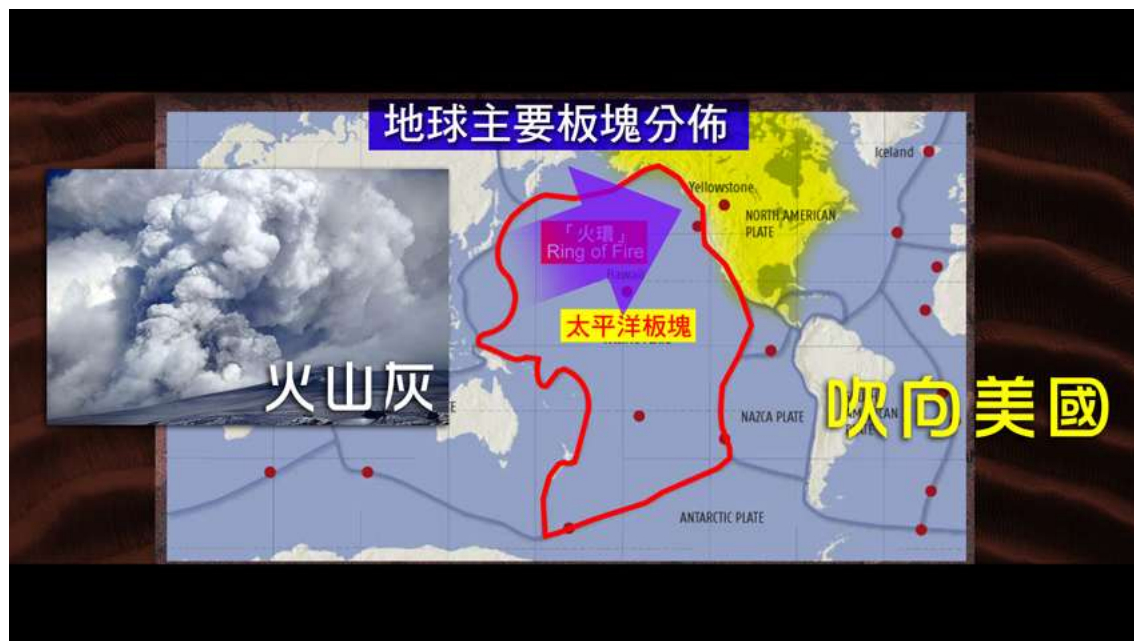 地球主要板塊分佈
Iceland
Yellowstone
NORTH AMERICAN
PLATE
「火環」
Ring of Fire
Hawaii
太平洋板塊
火山灰
吹向美國
NAZCA PLATE
AMERICAN
ANTARCTIC PLATE